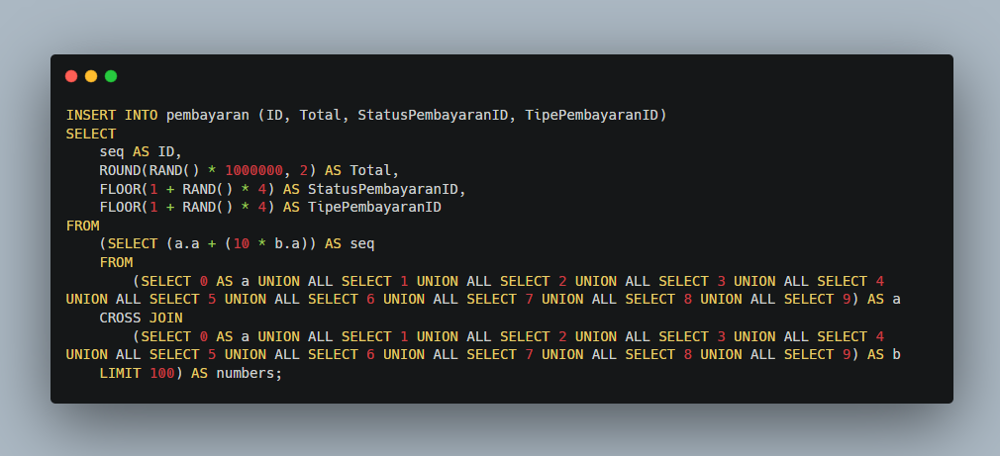 INSERT INTO pembayaran (ID, Total, StatusPembayaranID, TipePembayaranID)
SELECT
    seq AS ID,
    ROUND(RAND() * 1000000, 2) AS Total,
    FLOOR(1 + RAND() * 4) AS StatusPembayaranID,
    FLOOR(1 + RAND() * 4) AS TipePembayaranID
FROM
    (SELECT (a.a + (10 * b.a)) AS seq
    FROM
        (SELECT 0 AS a UNION ALL SELECT 1 UNION ALL SELECT 2 UNION ALL SELECT 3 UNION ALL SELECT 4
UNION ALL SELECT 5 UNION ALL SELECT 6 UNION ALL SELECT 7 UNION ALL SELECT 8 UNION ALL SELECT 9) AS a
    CROSS JOIN
        (SELECT 0 AS a UNION ALL SELECT 1 UNION ALL SELECT 2 UNION ALL SELECT 3 UNION ALL SELECT 4
UNION ALL SELECT 5 UNION ALL SELECT 6 UNION ALL SELECT 7 UNION ALL SELECT 8 UNION ALL SELECT 9) AS b
    LIMIT 100) AS numbers;